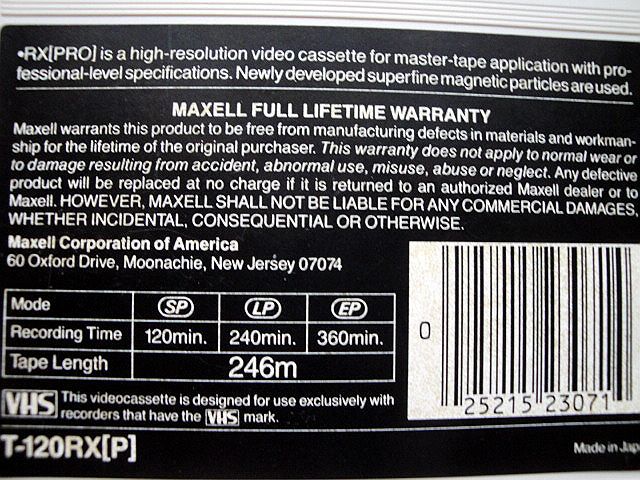 •RX[PRO] is a high-resolution video cassette for master-tape application with pro-
fessional-level specifications. Newly developed superfine magnetic particles are used.
MAXELL FULL LIFETIME WARRANTY
Maxell warrants this product to be free from manufacturing defects in materials and workman-
ship for the lifetime of the original purchaser. This warranty does not apply to normal wear or
to damage resulting from accident, abnormal use, misuse, abuse or neglect. Any defective
product will be replaced at no charge if it is returned to an authorized Maxell dealer or to
Maxell. HOWEVER, MAXELL SHALL NOT BE LIABLE FOR ANY COMMERCIAL DAMAGES
WHETHER INCIDENTAL, CONSEQUENTIAL OR OTHERWISE.
Maxell Corporation of America
60 Oxford Drive, Moonachie, New Jersey 07074
Mode SP LP EP
Recording Time 120min. 240min. 360min.
Tape Length 246m
VHS This videocassette is designed for use exclusively with
recorders that have the VHS mark.
0 25215 23071
T-120RX[P]
Made in